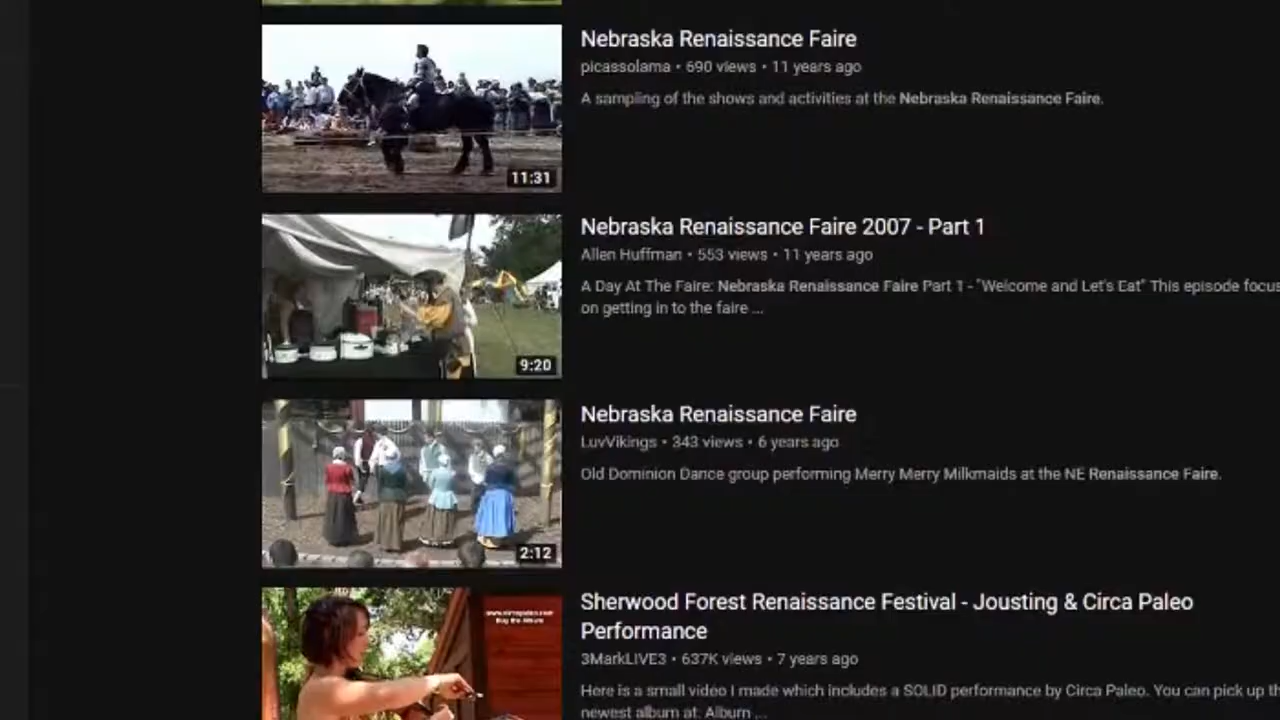 Nebraska Renaissance Faire
picassolama • 690 views • 11 years ago
A sampling of the shows and activities at the Nebraska Renaissance Faire.
11:31
Nebraska Renaissance Faire 2007 - Part 1
Allen Huffman • 553 views • 11 years ago
A Day At The Faire: Nebraska Renaissance Faire Part 1 - "Welcome and Let's Eat" This episode focus
on getting in to the faire ...
9:20
Nebraska Renaissance Faire
LuvVikings • 343 views • 6 years ago
Old Dominion Dance group performing Merry Merry Milkmaids at the NE Renaissance Faire.
2:12
Sherwood Forest Renaissance Festival - Jousting & Circa Paleo
Performance
3MarkLIVE3 • 637K views • 7 years ago
Here is a small video I made which includes a SOLID performance by Circa Paleo. You can pick up th
newest album at: Album ...